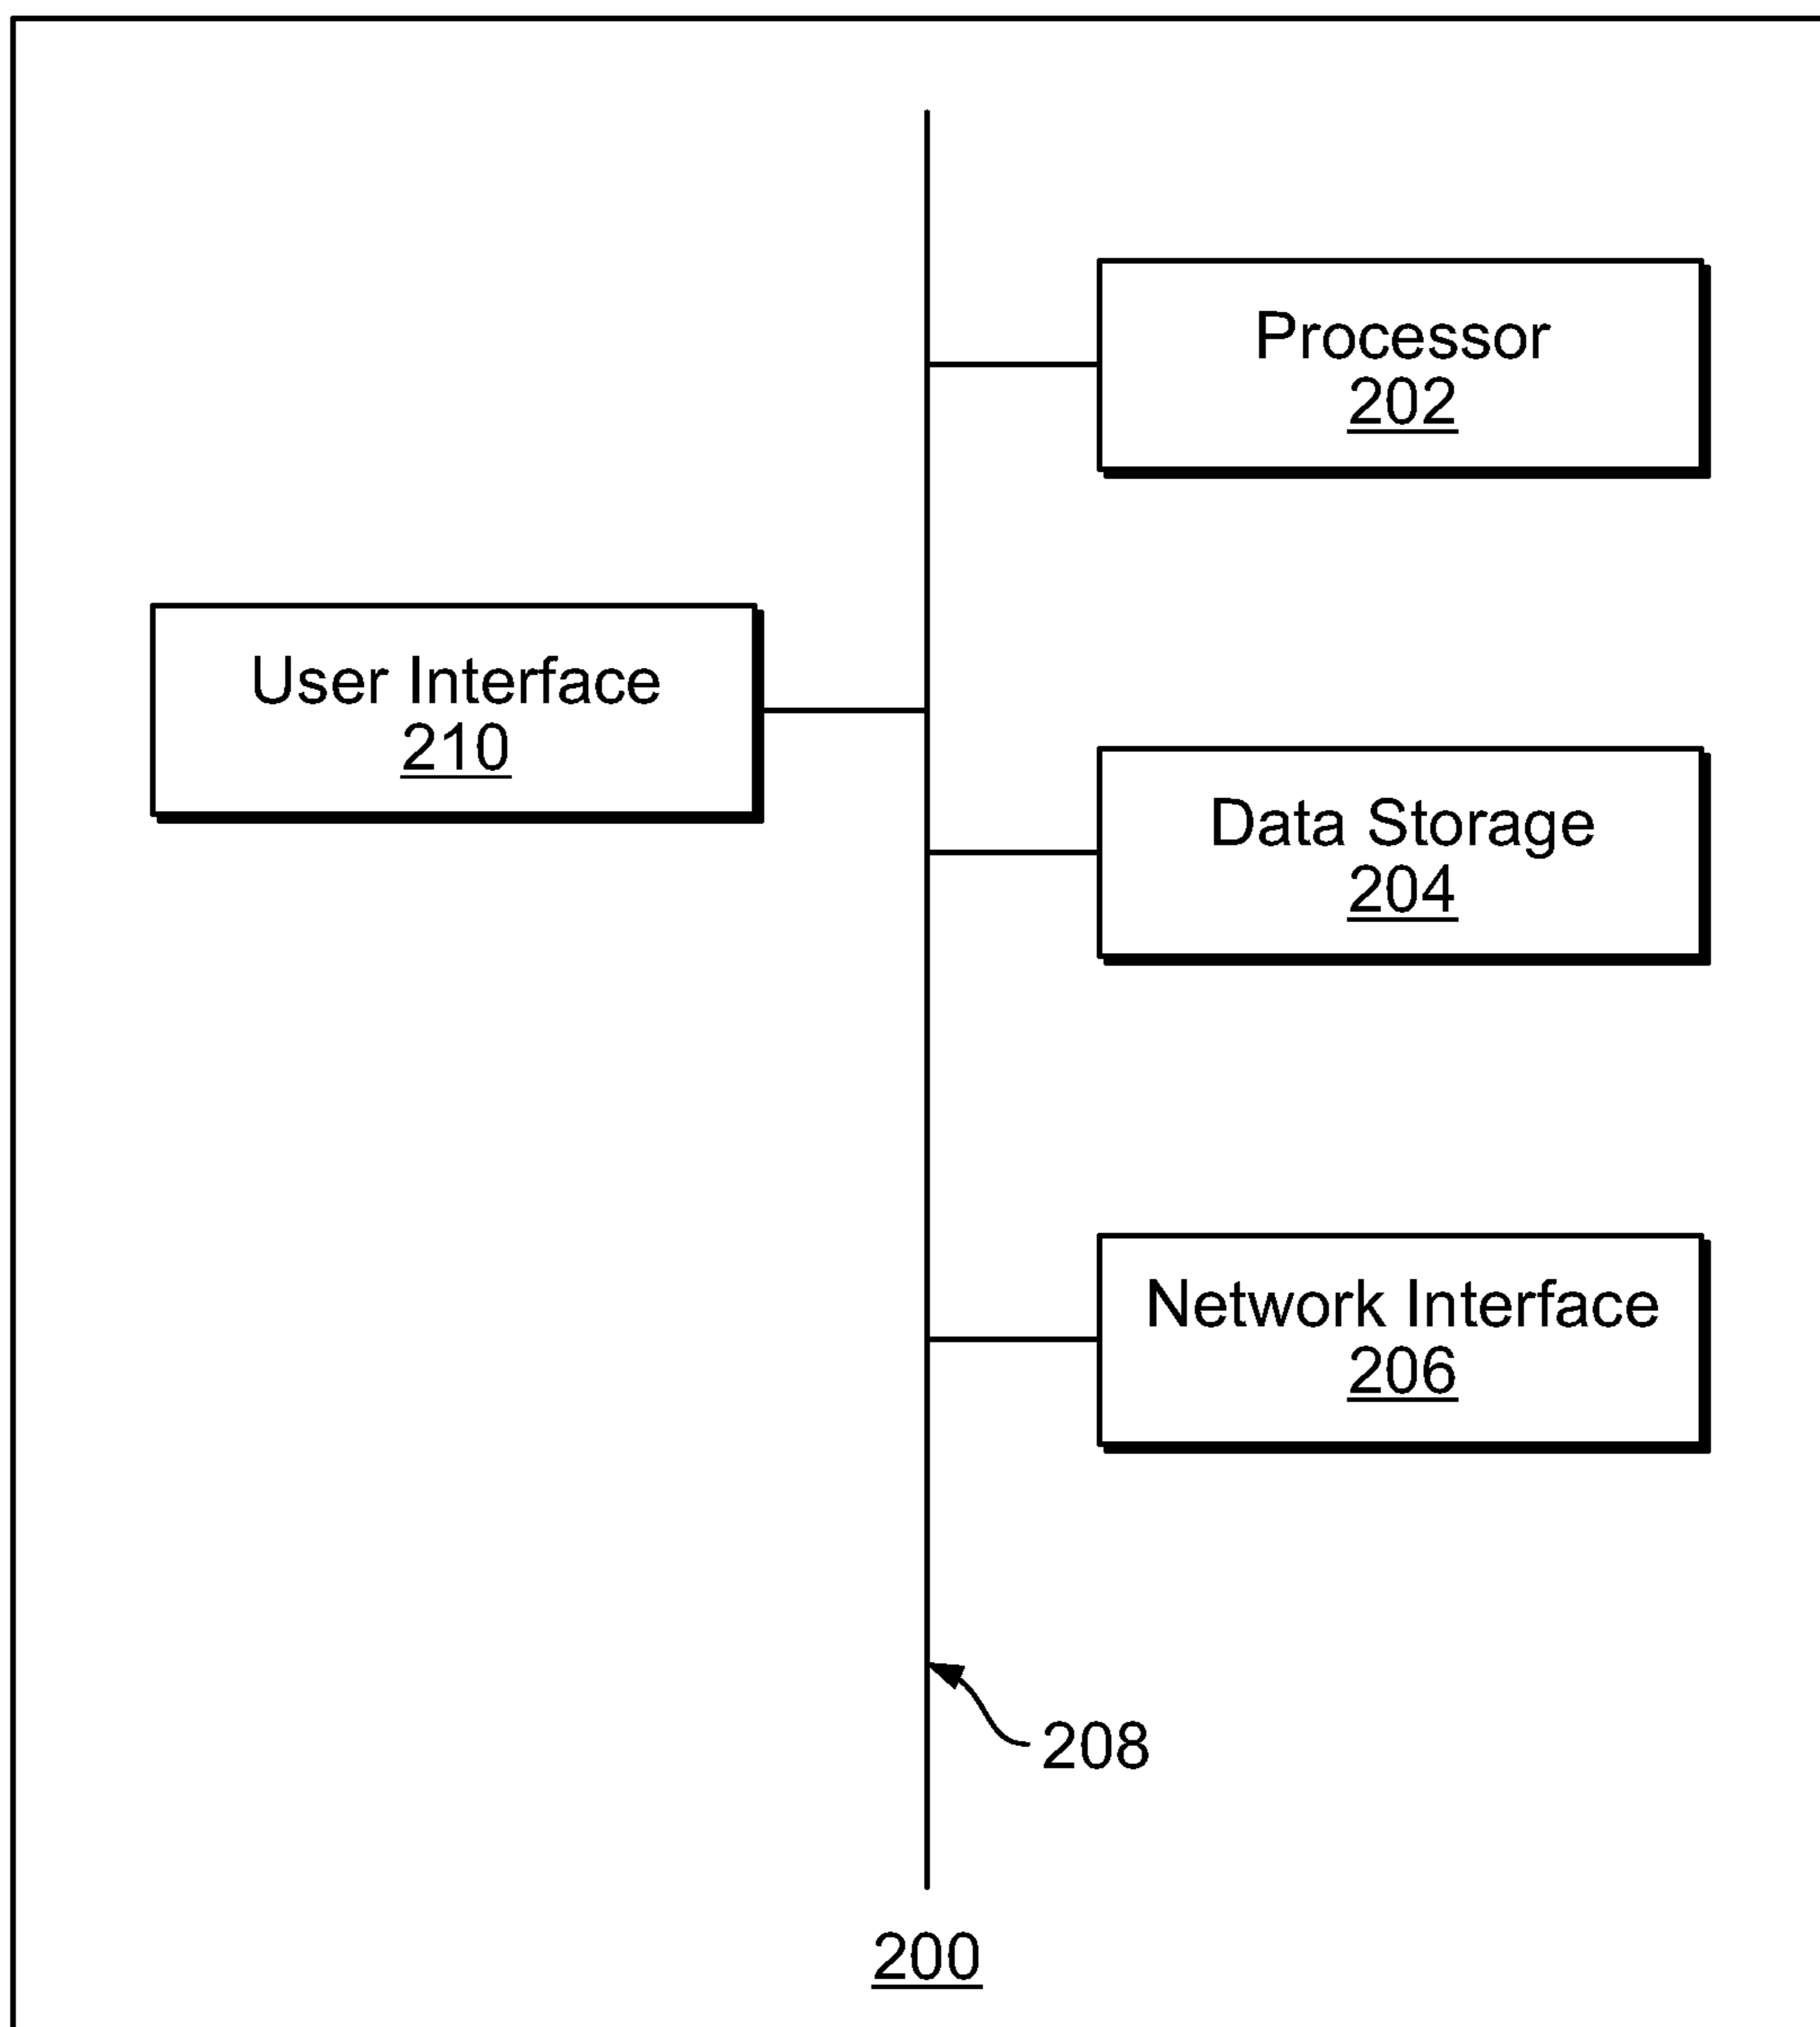 Processor
202
User Interface
210
Data Storage
204
Network Interface
206
208
200